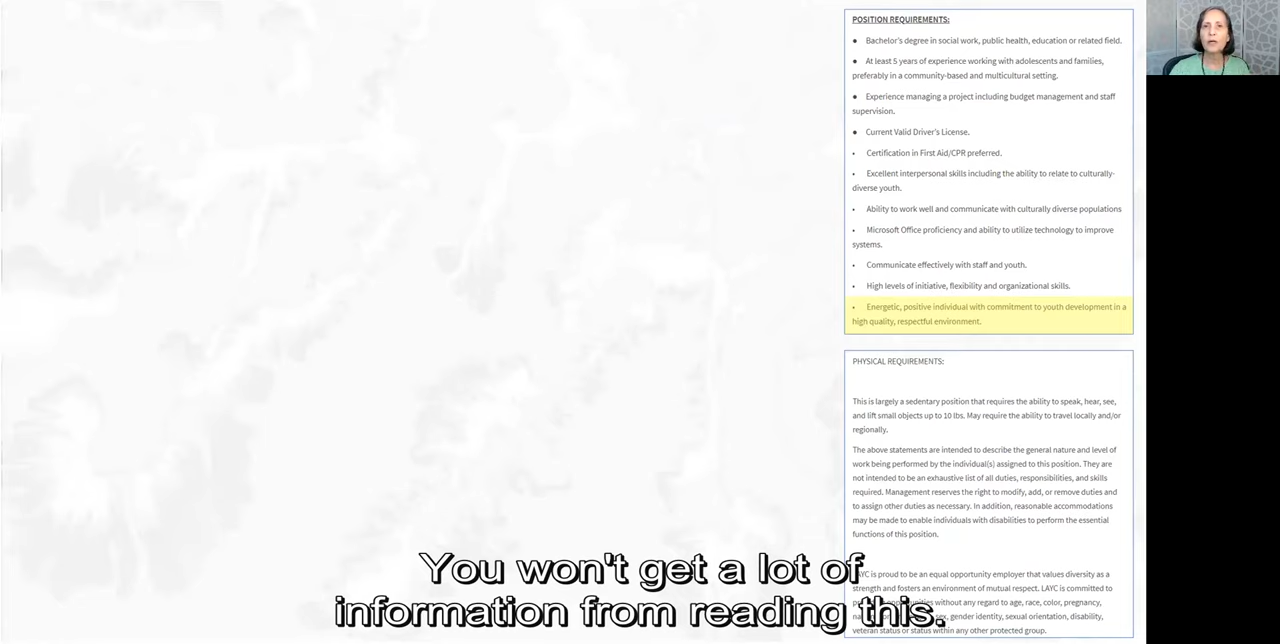 POSITION REQUIREMENTS:
● Bachelor's degree in social work, public health, education or related field.
● At least 5 years of experience working with adolescents and families,
preferably in a community-based and multicultural setting.
● Experience managing a project including budget management and staff
supervision.
● Current Valid Driver's License.
• Certification in First Aid/CPR preferred.
• Excellent interpersonal skills including the ability to relate to culturally-
diverse youth.
• Ability to work well and communicate with culturally diverse populations
• Microsoft Office proficiency and ability to utilize technology to improve
systems.
• Communicate effectively with staff and youth.
• High levels of initiative, flexibility and organizational skills.
• Energetic, positive individual with commitment to youth development in a
high quality, respectful environment.
PHYSICAL REQUIREMENTS:
This is largely a sedentary position that requires the ability to speak, hear, see,
and lift small objects up to 10 lbs. May require the ability to travel locally and/or
regionally.
The above statements are intended to describe the general nature and level of
work being performed by the individual(s) assigned to this position. They are
not intended to be an exhaustive list of all duties, responsibilities, and skills
required. Management reserves the right to modify, add, or remove duties and
to assign other duties as necessary. In addition, reasonable accommodations
may be made to enable individuals with disabilities to perform the essential
functions of this position.
LAYC is proud to be an equal opportunity employer that values diversity as a
strength and fosters an environment of mutual respect. LAYC is committed to
without any regard to age, race, color, pregnancy,
sex, gender identity, sexual orientation, disability,
veteran status or status within any other protected group.
You won't get a lot of
information from reading this.